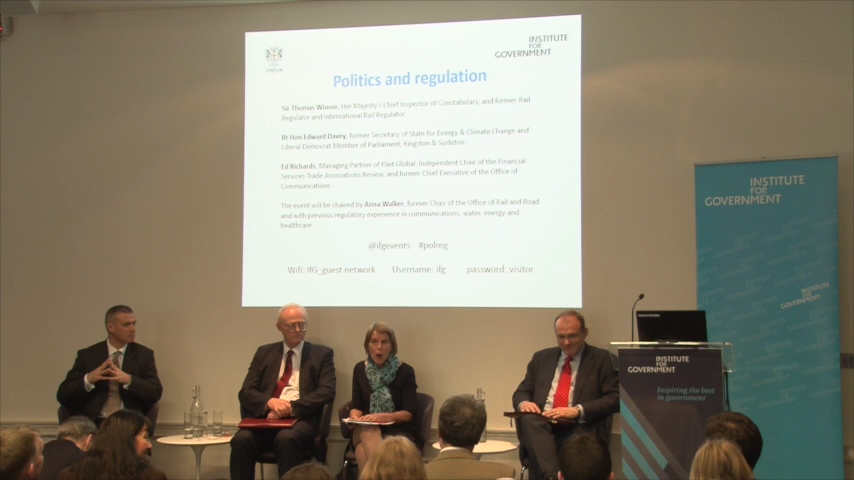 INSTITUTE
FOR
GOVERNMENT
Politics and regulation
Sir Thomas Winsor, Her Majesty's Chief Inspector of Constabulary, and former Rail
Regulator and International Rail Regulator
Rt Hon Edward Davey, former Secretary of State for Energy & Climate Change and
Liberal Democrat Member of Parliament, Kingston & Surbiton
Ed Richards, Managing Partner of Flint Global, Independent Chair of the Financial
Services Trade Associations Review, and former Chief Executive of the Office of
Communications
The event will be chaired by Anna Walker, former Chair of the Office of Rail and Road
and with previous regulatory experience in communications, water, energy and
healthcare.
@ifgevents #polreg
Wifi: IfG_guest network Username: ifg password: visitor
INSTITUTE
FOR GOVERNMENT
INSTITUTE
FOR GOVERNMENT
INSTITUTE
FOR
GOVERNMENT
Inspiring the best
in government